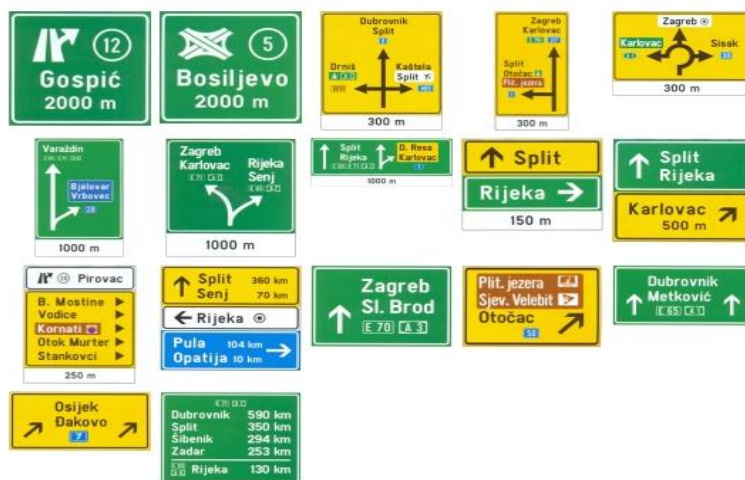 12
Gospić
2000 m
5
Bosiljevo
2000 m
Dubrovnik
Split
Drniš
Kaštela
Split
300 m
Zagreb
Karlovac
Split
Otočac
Plit. jezera
300 m
Zagreb
Karlovac
Sisak
300 m
Varaždin
Bjelovar
Vrbovec
28
1000 m
Zagreb
Karlovac
E 71 A 1
Rijeka
Senj
1000 m
Split
Rijeka
D. Resa
Karlovac
1000 m
Split
Rijeka
150 m
Split
Rijeka
Karlovac
500 m
Pirovac
B. Mostine
Vodice
Kornati
Otok Murter
Stankovci
250 m
Split 360 km
Senj 70 km
Rijeka
Pula 104 km
Opatija 10 km
Zagreb
Sl. Brod
E 70 A 3
Plit. jezera
Sjev. Velebit
Otočac
50
Dubrovnik
Metković
E 65 A 1
Osijek
Đakovo
7
Dubrovnik 590 km
Split 350 km
Šibenik 294 km
Zadar 253 km
Rijeka 130 km